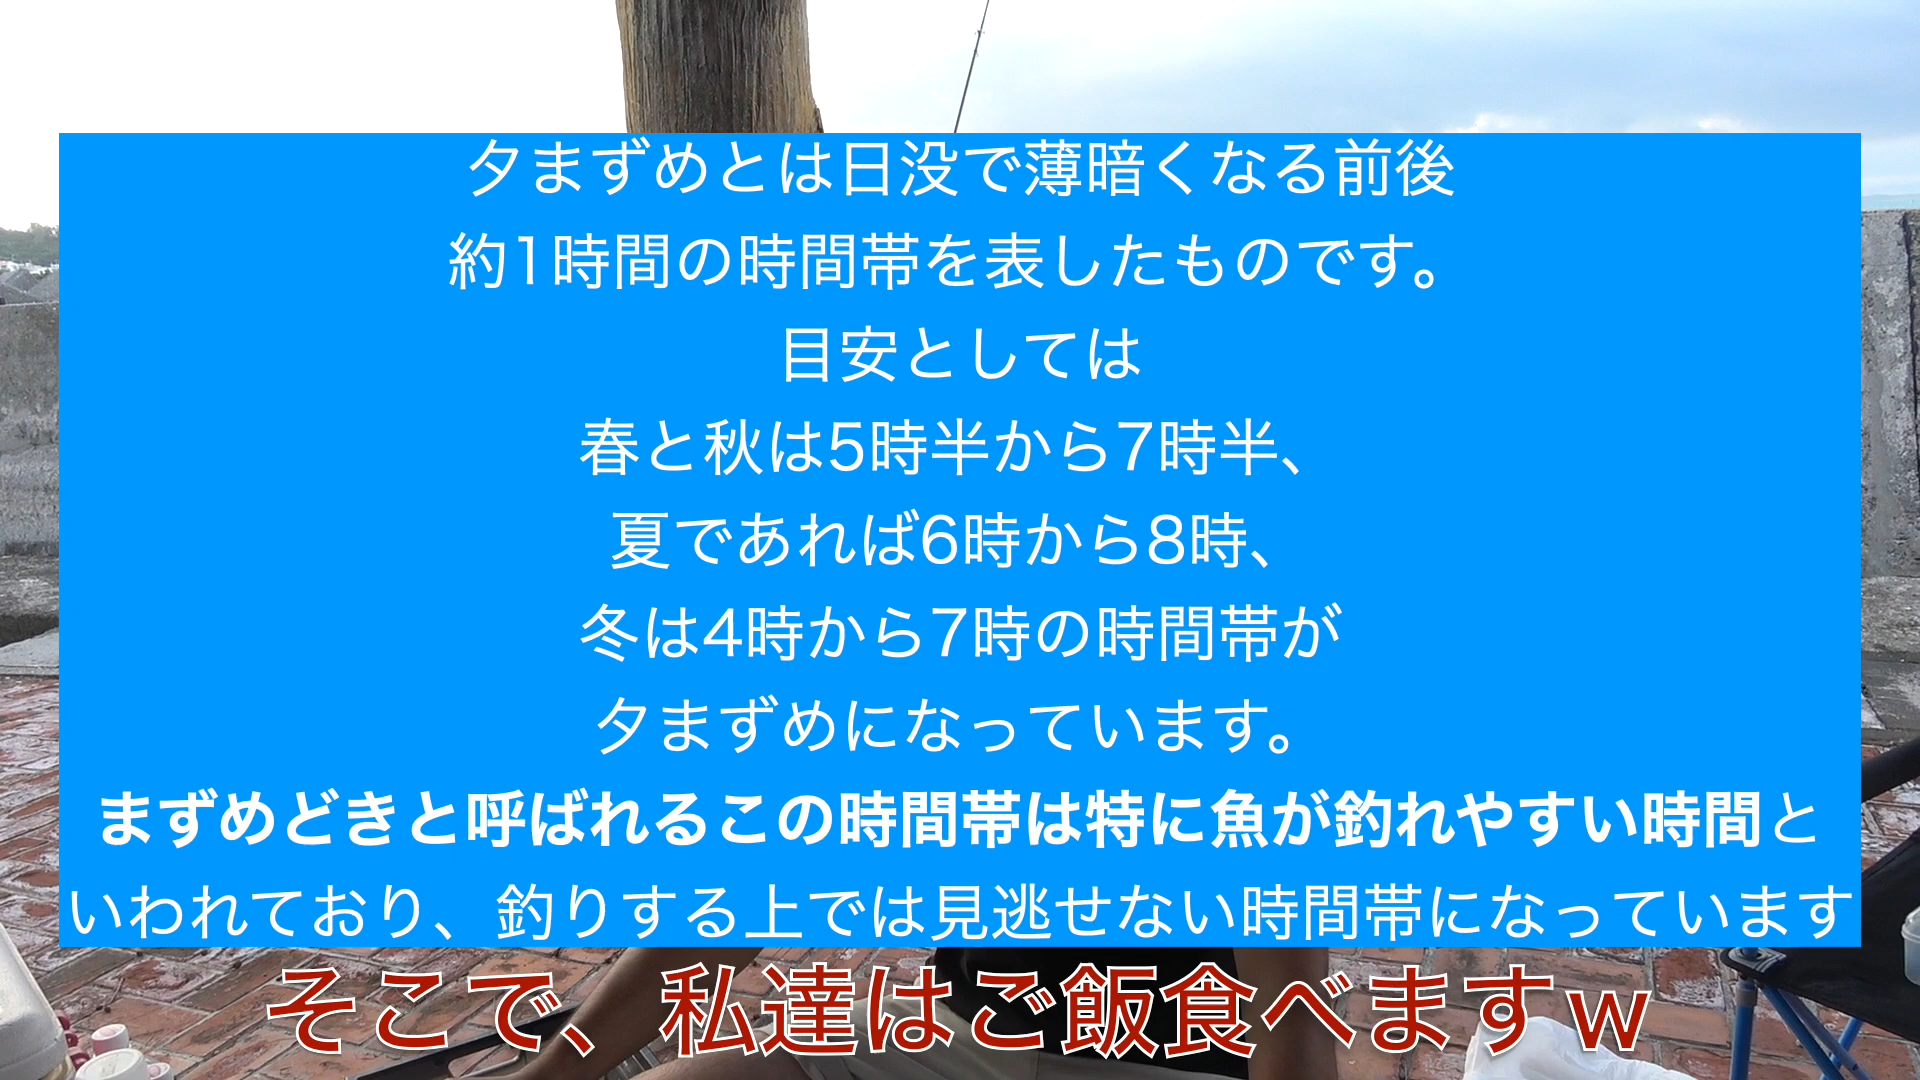 夕まずめとは日没で薄暗くなる前後
約1時間の時間帯を表したものです。
目安としては
春と秋は5時半から7時半、
夏であれば6時から8時、
冬は4時から7時の時間帯が
夕まずめになっています。
まずめどきと呼ばれるこの時間帯は特に魚が釣れやすい時間と
いわれており、釣りする上では見逃せない時間帯になっています
そこで、私達はご飯食べますｗ